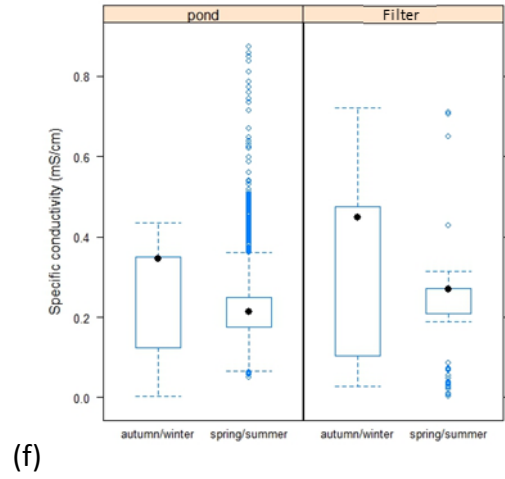 pond Filter
Specific conductivity (mS/cm)
0.8
0.6
0.4
0.2
0.0
autumn/winter spring/summer autumn/winter spring/summer
(f)